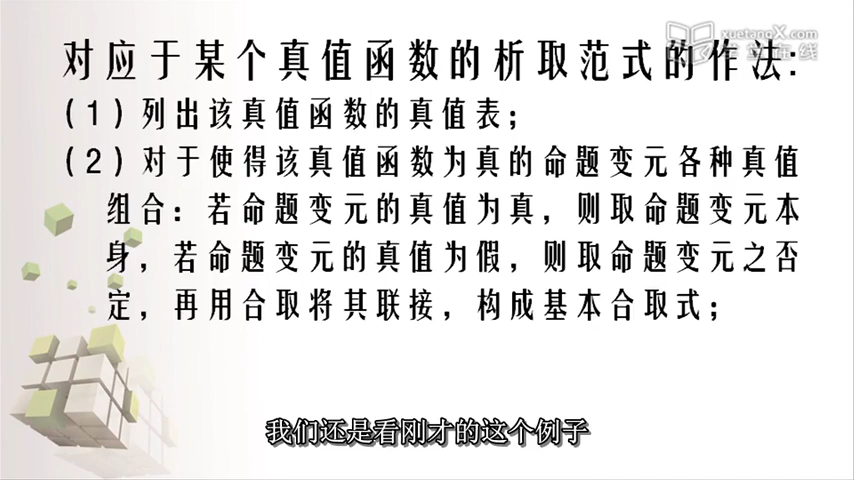 xuetangX.com
学堂在线
对应于某个真值函数的析取范式的作法:
(1)列出该真值函数的真值表;
(2)对于使得该真值函数为真的命题变元各种真值
组合:若命题变元的真值为真,则取命题变元本
身,若命题变元的真值为假,则取命题变元之否
定,再用合取将其联接,构成基本合取式;
我们还是看刚才的这个例子